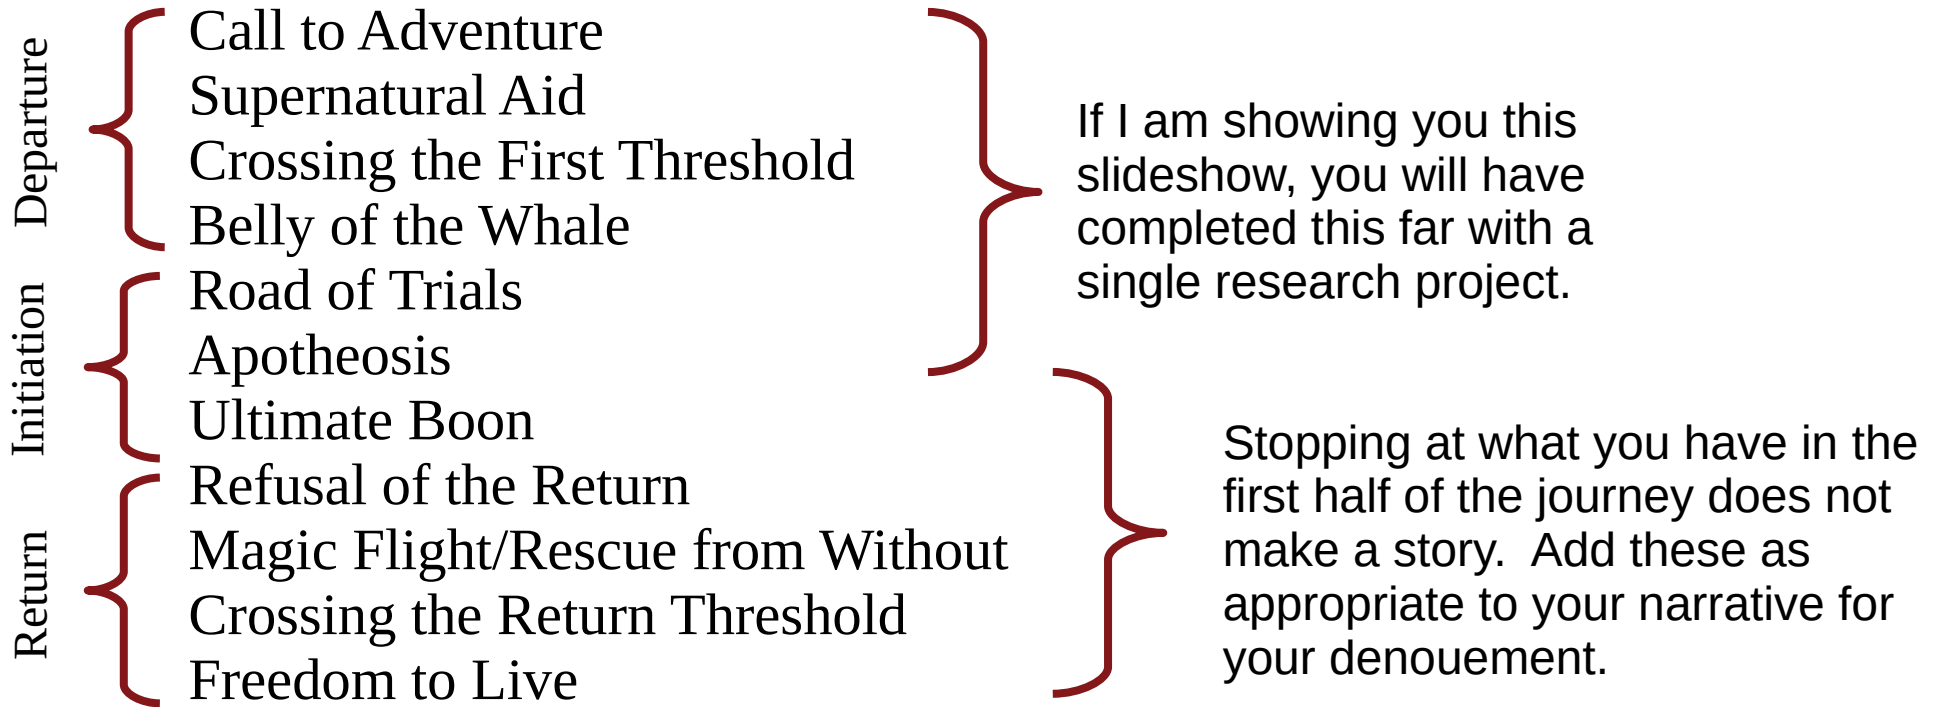 Departure
Call to Adventure
Supernatural Aid
Crossing the First Threshold
Belly of the Whale
Initiation
Road of Trials
Apotheosis
Ultimate Boon
Return
Refusal of the Return
Magic Flight/Rescue from Without
Crossing the Return Threshold
Freedom to Live
If I am showing you this
slideshow, you will have
completed this far with a
single research project.
Stopping at what you have in the
first half of the journey does not
make a story.  Add these as
appropriate to your narrative for
your denouement.